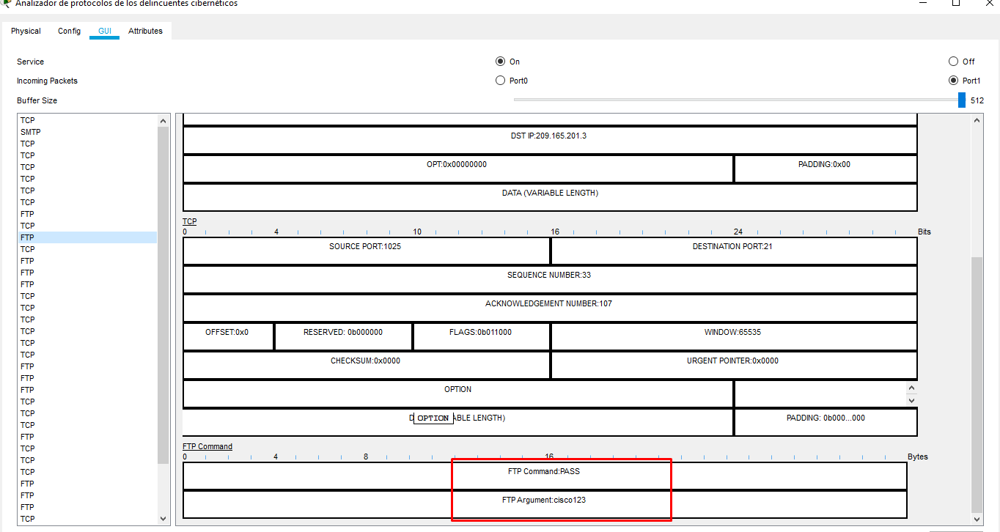 Analizador de protocolos de los delincuentes cibernéticos
Physical Config GUI Attributes
Service On Off
Incoming Packets Port0 Port1
Buffer Size 512
TCP
SMTP
TCP
TCP
TCP
TCP
TCP
TCP
FTP
TCP
FTP
TCP
FTP
FTP
FTP
TCP
TCP
TCP
TCP
TCP
TCP
FTP
FTP
FTP
TCP
TCP
TCP
FTP
TCP
TCP
TCP
FTP
FTP
FTP
TCP
DST IP:209.165.201.3
OPT:0x00000000 PADDING:0x00
DATA (VARIABLE LENGTH)
TCP
0 4 10 16 24 Bits
SOURCE PORT:1025 DESTINATION PORT:21
SEQUENCE NUMBER:33
ACKNOWLEDGEMENT NUMBER:107
OFFSET:0x0 RESERVED: 0b000000 FLAGS:0b011000 WINDOW:65535
CHECKSUM:0x0000 URGENT POINTER:0x0000
OPTION
D OPTION ABLE LENGTH) PADDING: 0b000...000
FTP Command
0 4 8 16 Bytes
FTP Command:PASS
FTP Argument:cisco123